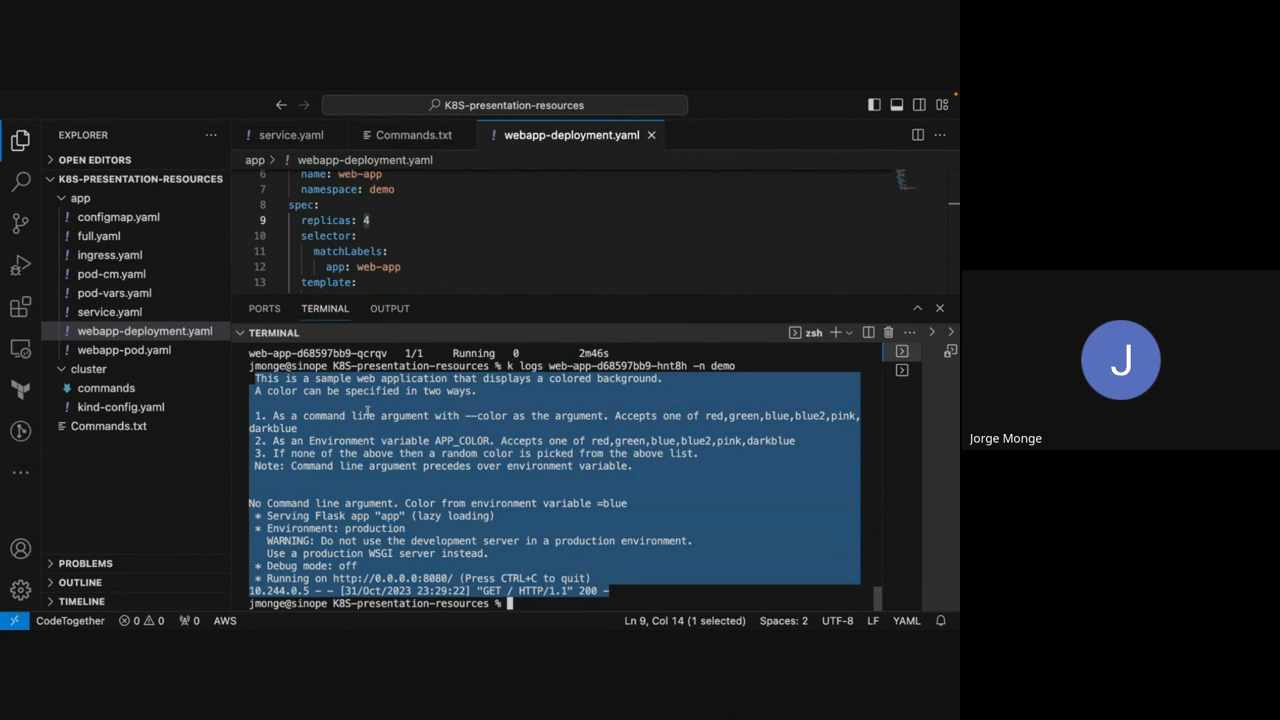 K8S-presentation-resources
EXPLORER
service.yaml
Commands.txt
webapp-deployment.yaml
OPEN EDITORS
app > webapp-deployment.yaml
K8S-PRESENTATION-RESOURCES
app
configmap.yaml
full.yaml
ingress.yaml
pod-cm.yaml
pod-vars.yaml
service.yaml
webapp-deployment.yaml
webapp-pod.yaml
cluster
commands
kind-config.yaml
Commands.txt
PROBLEMS
OUTLINE
TIMELINE
6 name: web-app
7 namespace: demo
8 spec:
9 replicas: 4
10 selector:
11 matchLabels:
12 app: web-app
13 template:
PORTS TERMINAL OUTPUT
TERMINAL
zsh
web-app-d68597bb9-qcrqv 1/1 Running 0 2m46s
jmonge@sinope K8S-presentation-resources % k logs web-app-d68597bb9-hnt8h -n demo
This is a sample web application that displays a colored background.
A color can be specified in two ways.
1. As a command line argument with --color as the argument. Accepts one of red,green,blue,blue2,pink,
darkblue
2. As an Environment variable APP_COLOR. Accepts one of red,green,blue,blue2,pink,darkblue
3. If none of the above then a random color is picked from the above list.
Note: Command line argument precedes over environment variable.
No Command line argument. Color from environment variable =blue
* Serving Flask app "app" (lazy loading)
* Environment: production
WARNING: Do not use the development server in a production environment.
Use a production WSGI server instead.
* Debug mode: off
* Running on http://0.0.0.0:8080/ (Press CTRL+C to quit)
10.244.0.5 - - [31/Oct/2023 23:29:22] "GET / HTTP/1.1" 200 -
jmonge@sinope K8S-presentation-resources %
CodeTogether 0 0 0 AWS
Ln 9, Col 14 (1 selected) Spaces: 2 UTF-8 LF YAML
J
Jorge Monge